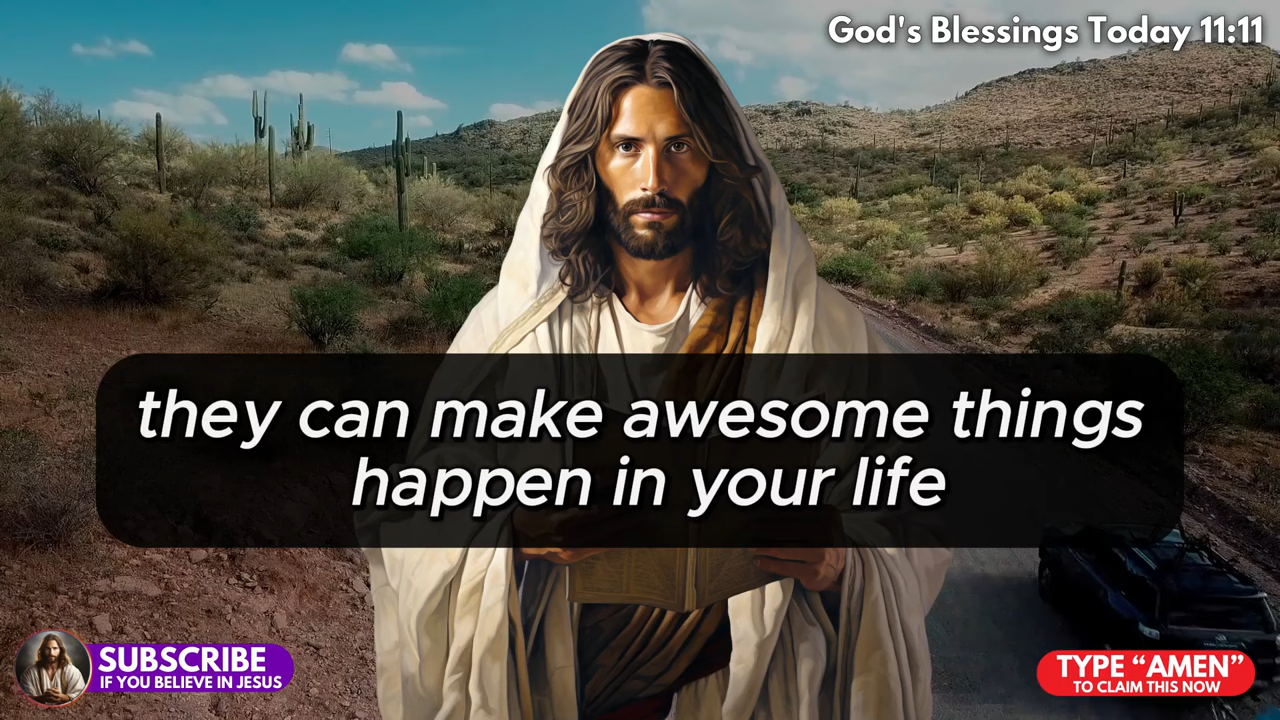 God's Blessings Today 11:11
they can make awesome things
happen in your life
SUBSCRIBE
IF YOU BELIEVE IN JESUS
TYPE “AMEN”
TO CLAIM THIS NOW